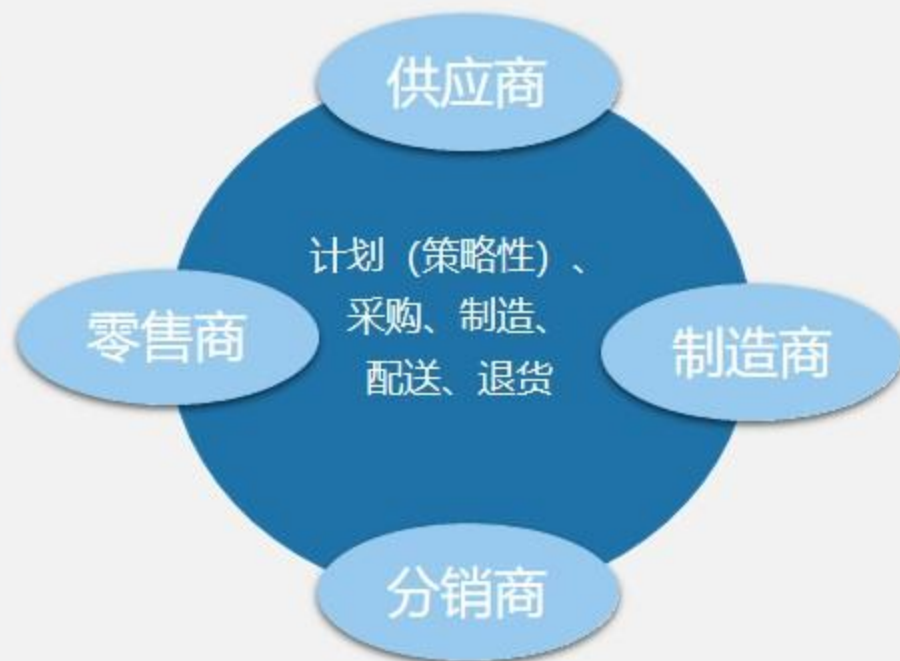 供应商
计划（策略性）、
采购、制造、
配送、退货
零售商
制造商
分销商